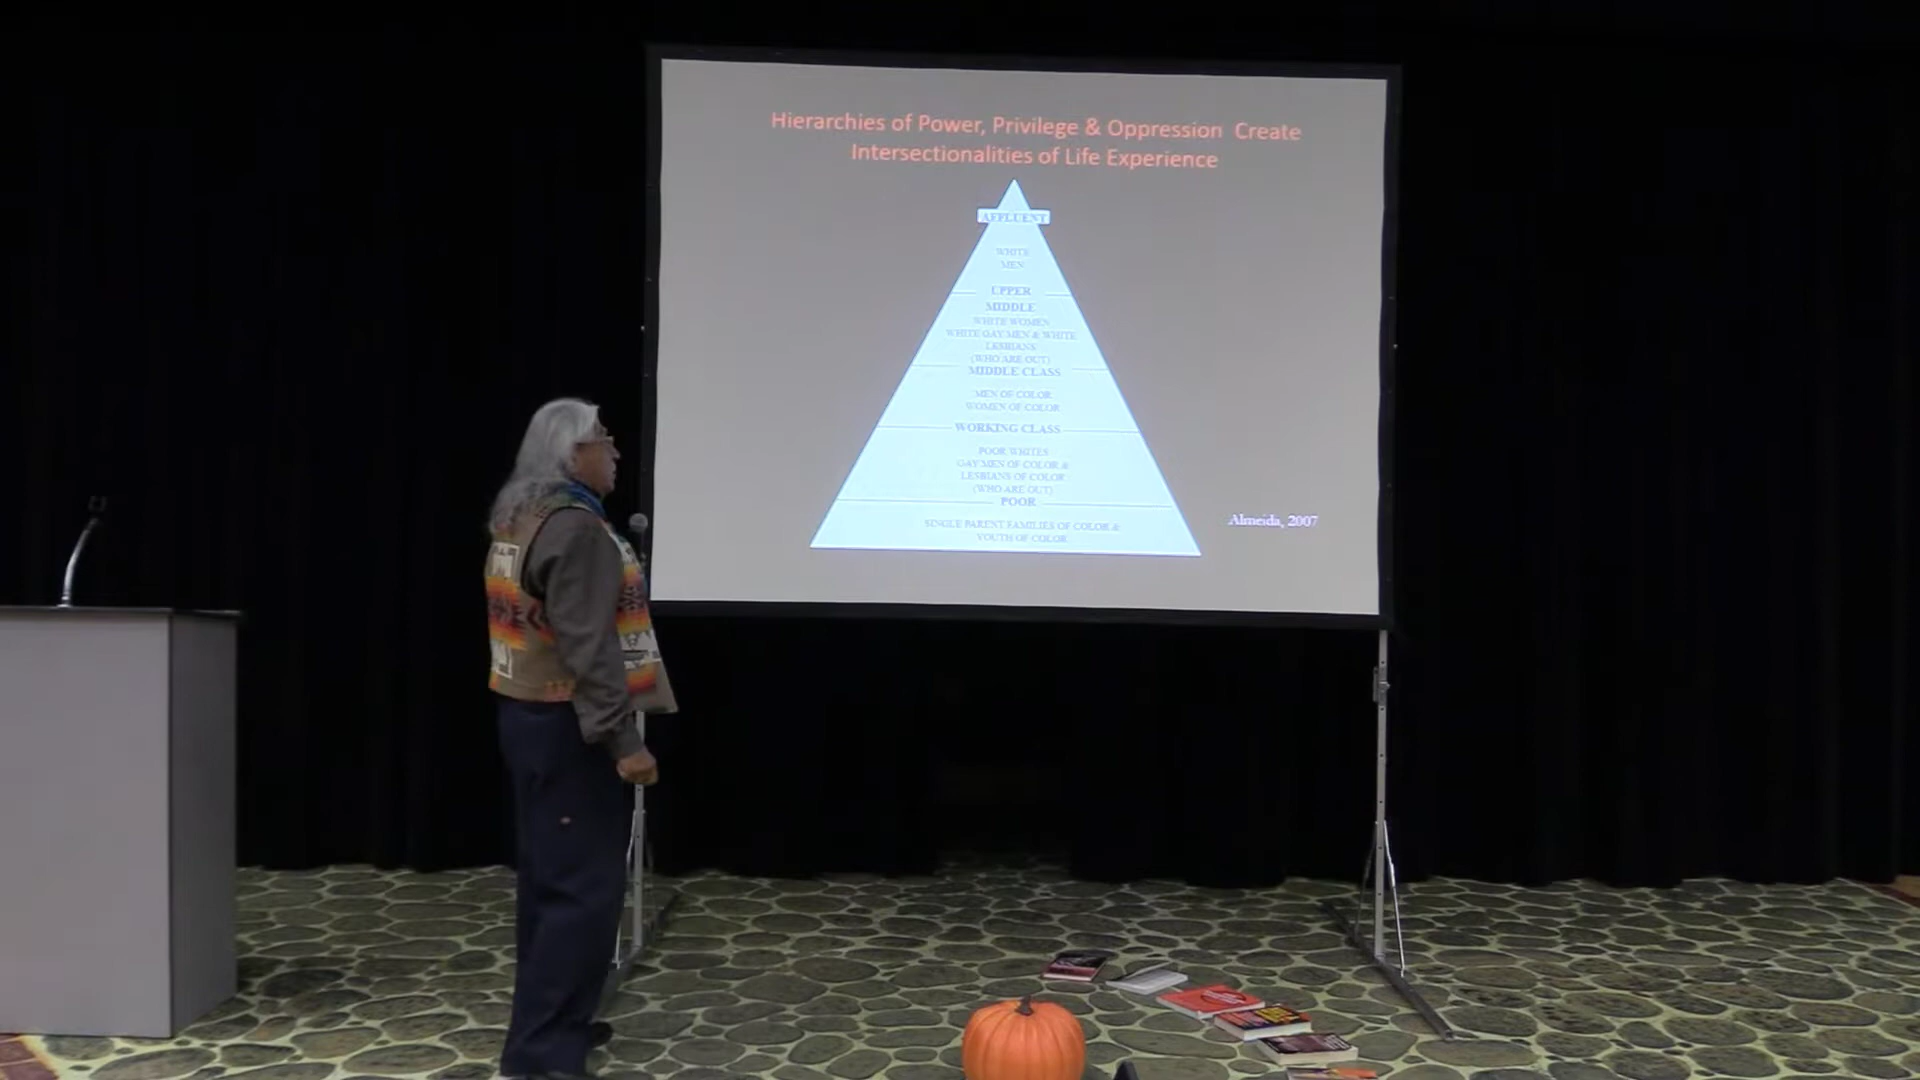 Hierarchies of Power, Privilege & Oppression Create
Intersectionalities of Life Experience
AFFLUENT
WHITE
MEN
UPPER
MIDDLE
WHITE WOMEN
WHITE GAY MEN & WHITE
LESBIANS
(WHO ARE OUT)
MIDDLE CLASS
MEN OF COLOR
WOMEN OF COLOR
WORKING CLASS
POOR WHITES
GAY MEN OF COLOR &
LESBIANS OF COLOR
(WHO ARE OUT)
POOR
SINGLE PARENT FAMILIES OF COLOR &
YOUTH OF COLOR
Almeida, 2007